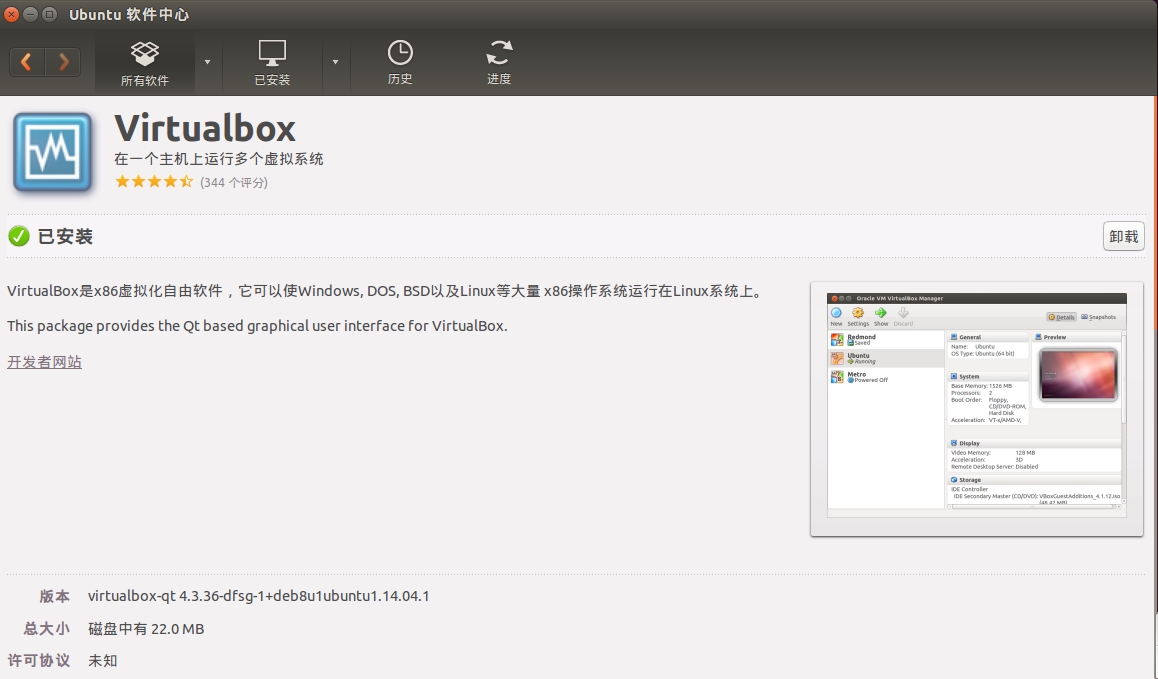 Ubuntu 软件中心
所有软件
已安装
历史
进度
Virtualbox
在一个主机上运行多个虚拟系统
(344 个评分)
已安装
卸载
VirtualBox是x86虚拟化自由软件，它可以使Windows, DOS, BSD以及Linux等大量 x86操作系统运行在Linux系统上。
This package provides the Qt based graphical user interface for VirtualBox.
开发者网站
Oracle VM VirtualBox Manager
New Settings Show Discard
Details Snapshots
Redmond
Saved
Ubuntu
Running
Metro
Powered Off
General
Name: Ubuntu
OS Type: Ubuntu (64 bit)
Preview
System
Base Memory: 1526 MB
Processors: 2
Boot Order: Floppy,
CD/DVD-ROM,
Hard Disk
Acceleration: VT-x/AMD-V,
Display
Video Memory: 128 MB
Acceleration: 3D
Remote Desktop Server: Disabled
Storage
IDE Controller
IDE Secondary Master (CD/DVD): VBoxGuestAdditions_4.1.12.iso
版本 virtualbox-qt 4.3.36-dfsg-1+deb8u1ubuntu1.14.04.1
总大小 磁盘中有 22.0 MB
许可协议 未知